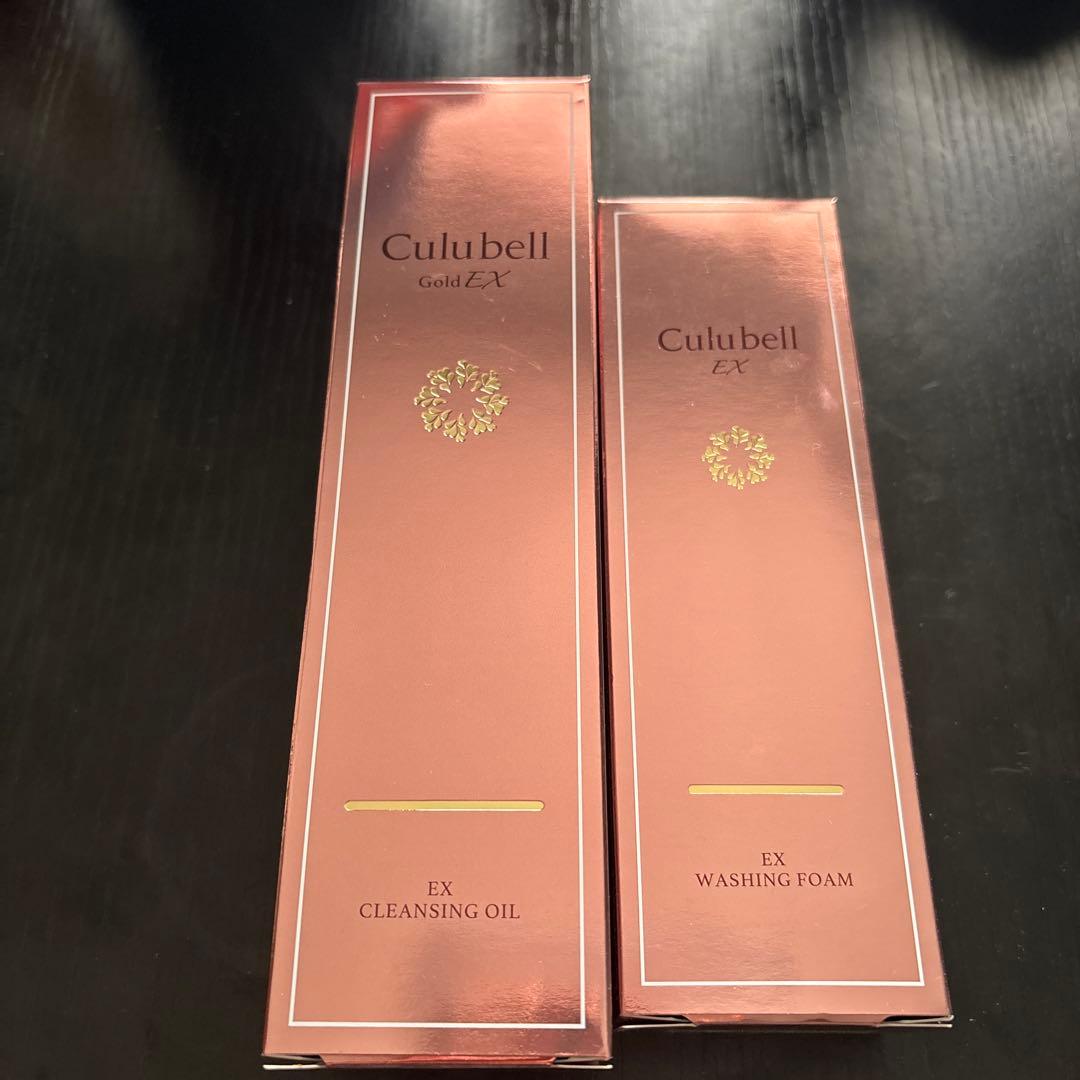 Culubell
Gold EX
EX
CLEANSING OIL
Culubell
EX
EX
WASHING FOAM